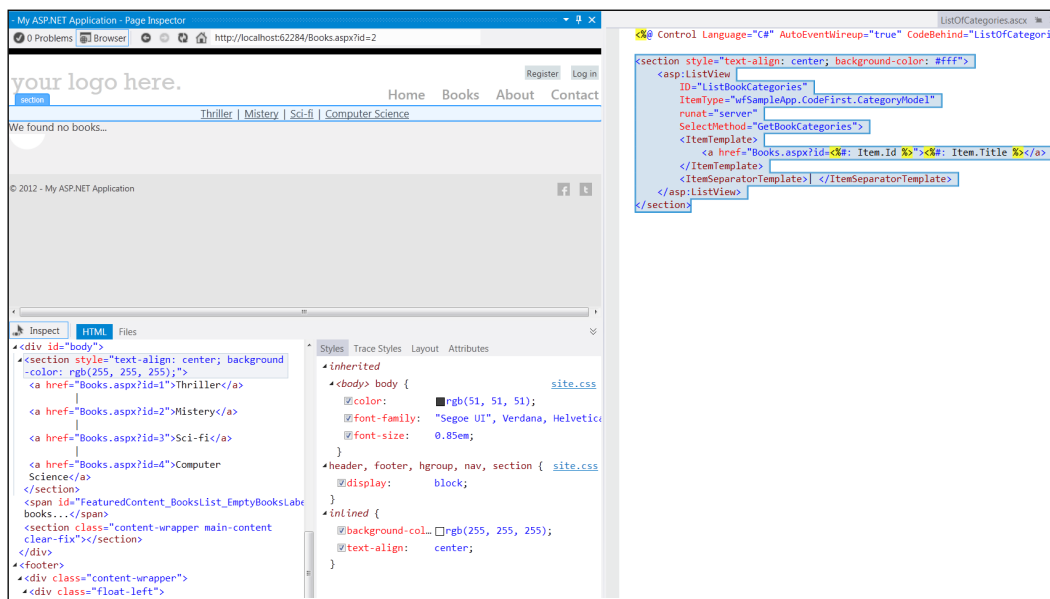 - My ASP.NET Application - Page Inspector
0 Problems Browser http://localhost:62284/Books.aspx?id=2
your logo here.
Register Log in
section
Home Books About Contact
Thriller | Mistery | Sci-fi | Computer Science
We found no books...
© 2012 - My ASP.NET Application
f t
Inspect HTML Files
<div id="body">
<section style="text-align: center; background
-color: rgb(255, 255, 255);">
<a href="Books.aspx?id=1">Thriller</a>
|
<a href="Books.aspx?id=2">Mistery</a>
|
<a href="Books.aspx?id=3">Sci-fi</a>
|
<a href="Books.aspx?id=4">Computer
Science</a>
</section>
<span id="FeaturedContent_BooksList_EmptyBooksLabe
books...</span>
<section class="content-wrapper main-content
clear-fix"></section>
</div>
<footer>
<div class="content-wrapper">
<div class="float-left">
Styles Trace Styles Layout Attributes
inherited
<body> body { site.css
color: rgb(51, 51, 51);
font-family: "Segoe UI", Verdana, Helvetica
font-size: 0.85em;
}
header, footer, hgroup, nav, section { site.css
display: block;
}
inlined {
background-col… rgb(255, 255, 255);
text-align: center;
}
ListOfCategories.ascx
<%@ Control Language="C#" AutoEventWireup="true" CodeBehind="ListOfCategori
<section style="text-align: center; background-color: #fff">
<asp:ListView
ID="ListBookCategories"
ItemType="wfSampleApp.CodeFirst.CategoryModel"
runat="server"
SelectMethod="GetBookCategories">
<ItemTemplate>
<a href="Books.aspx?id=<%#: Item.Id %>"><%#: Item.Title %></a>
</ItemTemplate>
<ItemSeparatorTemplate>| </ItemSeparatorTemplate>
</asp:ListView>
</section>